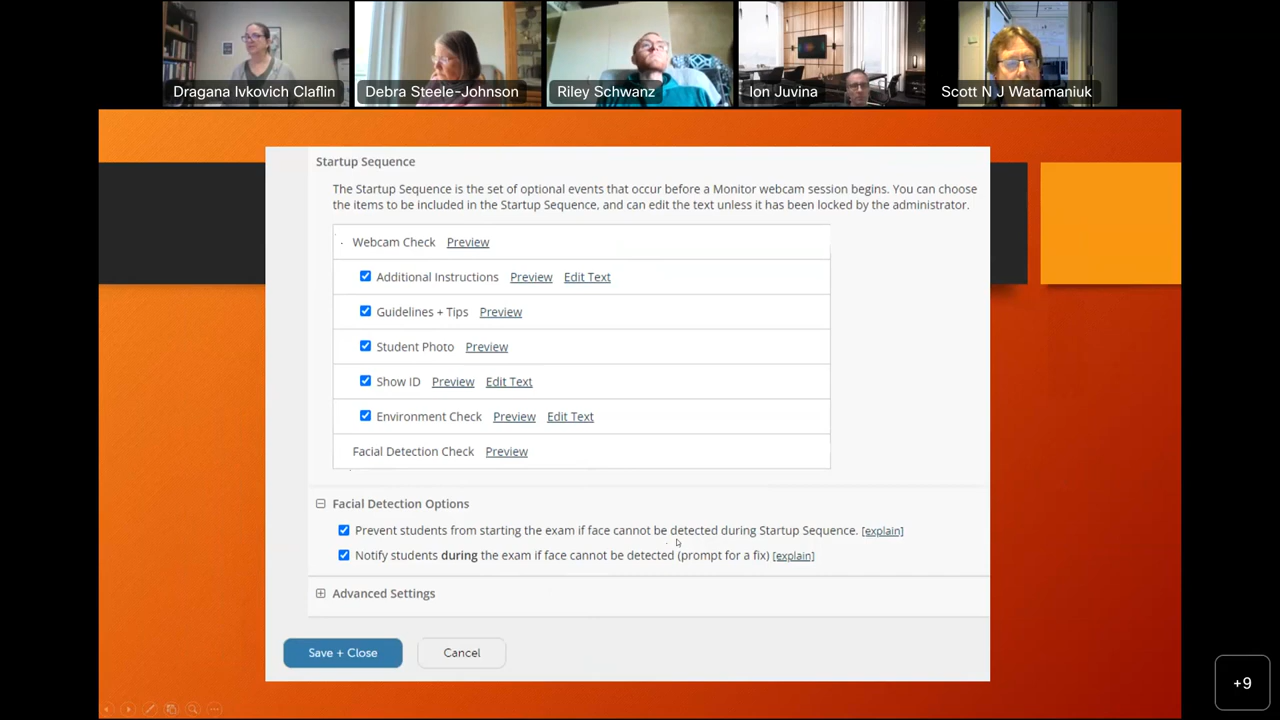 Dragana Ivkovich Claflin
Debra Steele-Johnson
Riley Schwanz
Ion Juvina
Scott N J Watamaniuk
Startup Sequence
The Startup Sequence is the set of optional events that occur before a Monitor webcam session begins. You can choose
the items to be included in the Startup Sequence, and can edit the text unless it has been locked by the administrator.
Webcam Check Preview
Additional Instructions Preview Edit Text
Guidelines + Tips Preview
Student Photo Preview
Show ID Preview Edit Text
Environment Check Preview Edit Text
Facial Detection Check Preview
Facial Detection Options
Prevent students from starting the exam if face cannot be detected during Startup Sequence. [explain]
Notify students during the exam if face cannot be detected (prompt for a fix) [explain]
Advanced Settings
Save + Close Cancel
+9